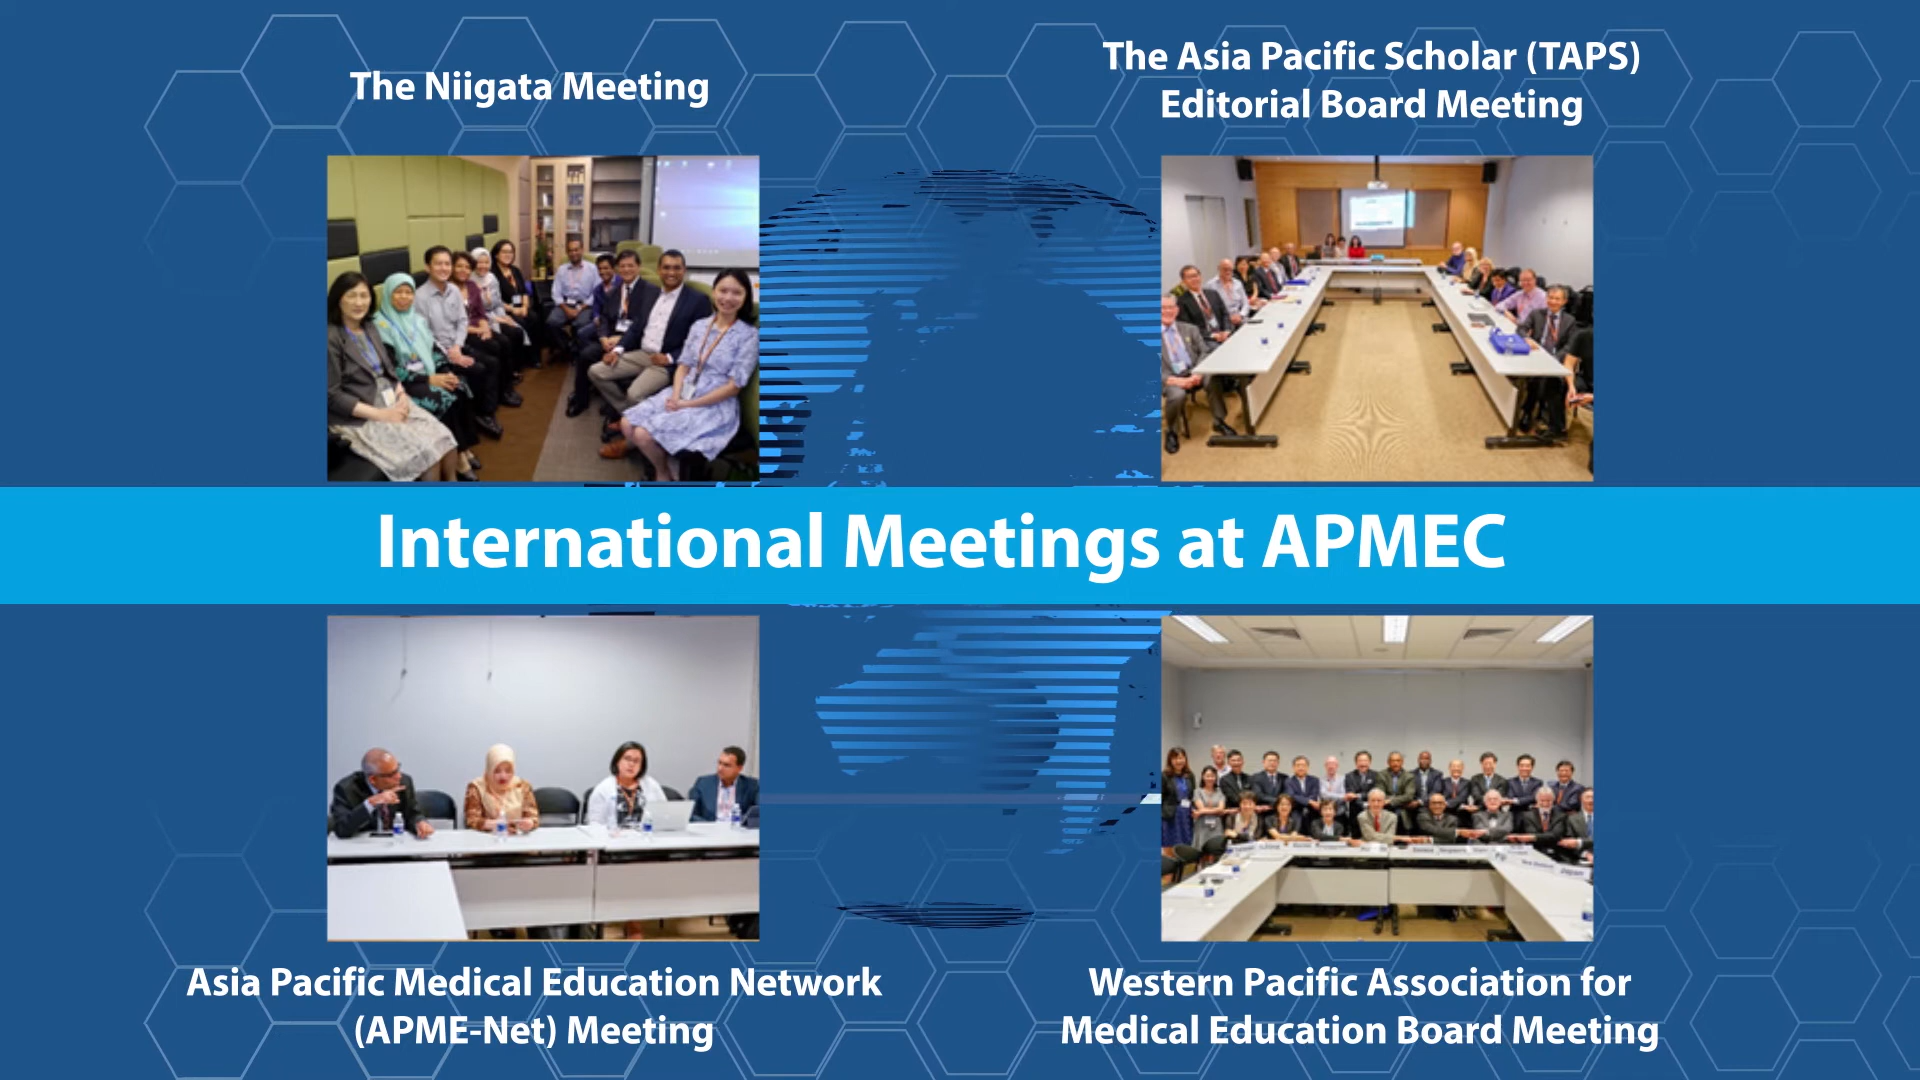 The Niigata Meeting
The Asia Pacific Scholar (TAPS)
Editorial Board Meeting
International Meetings at APMEC
Asia Pacific Medical Education Network
(APME-Net) Meeting
Western Pacific Association for
Medical Education Board Meeting